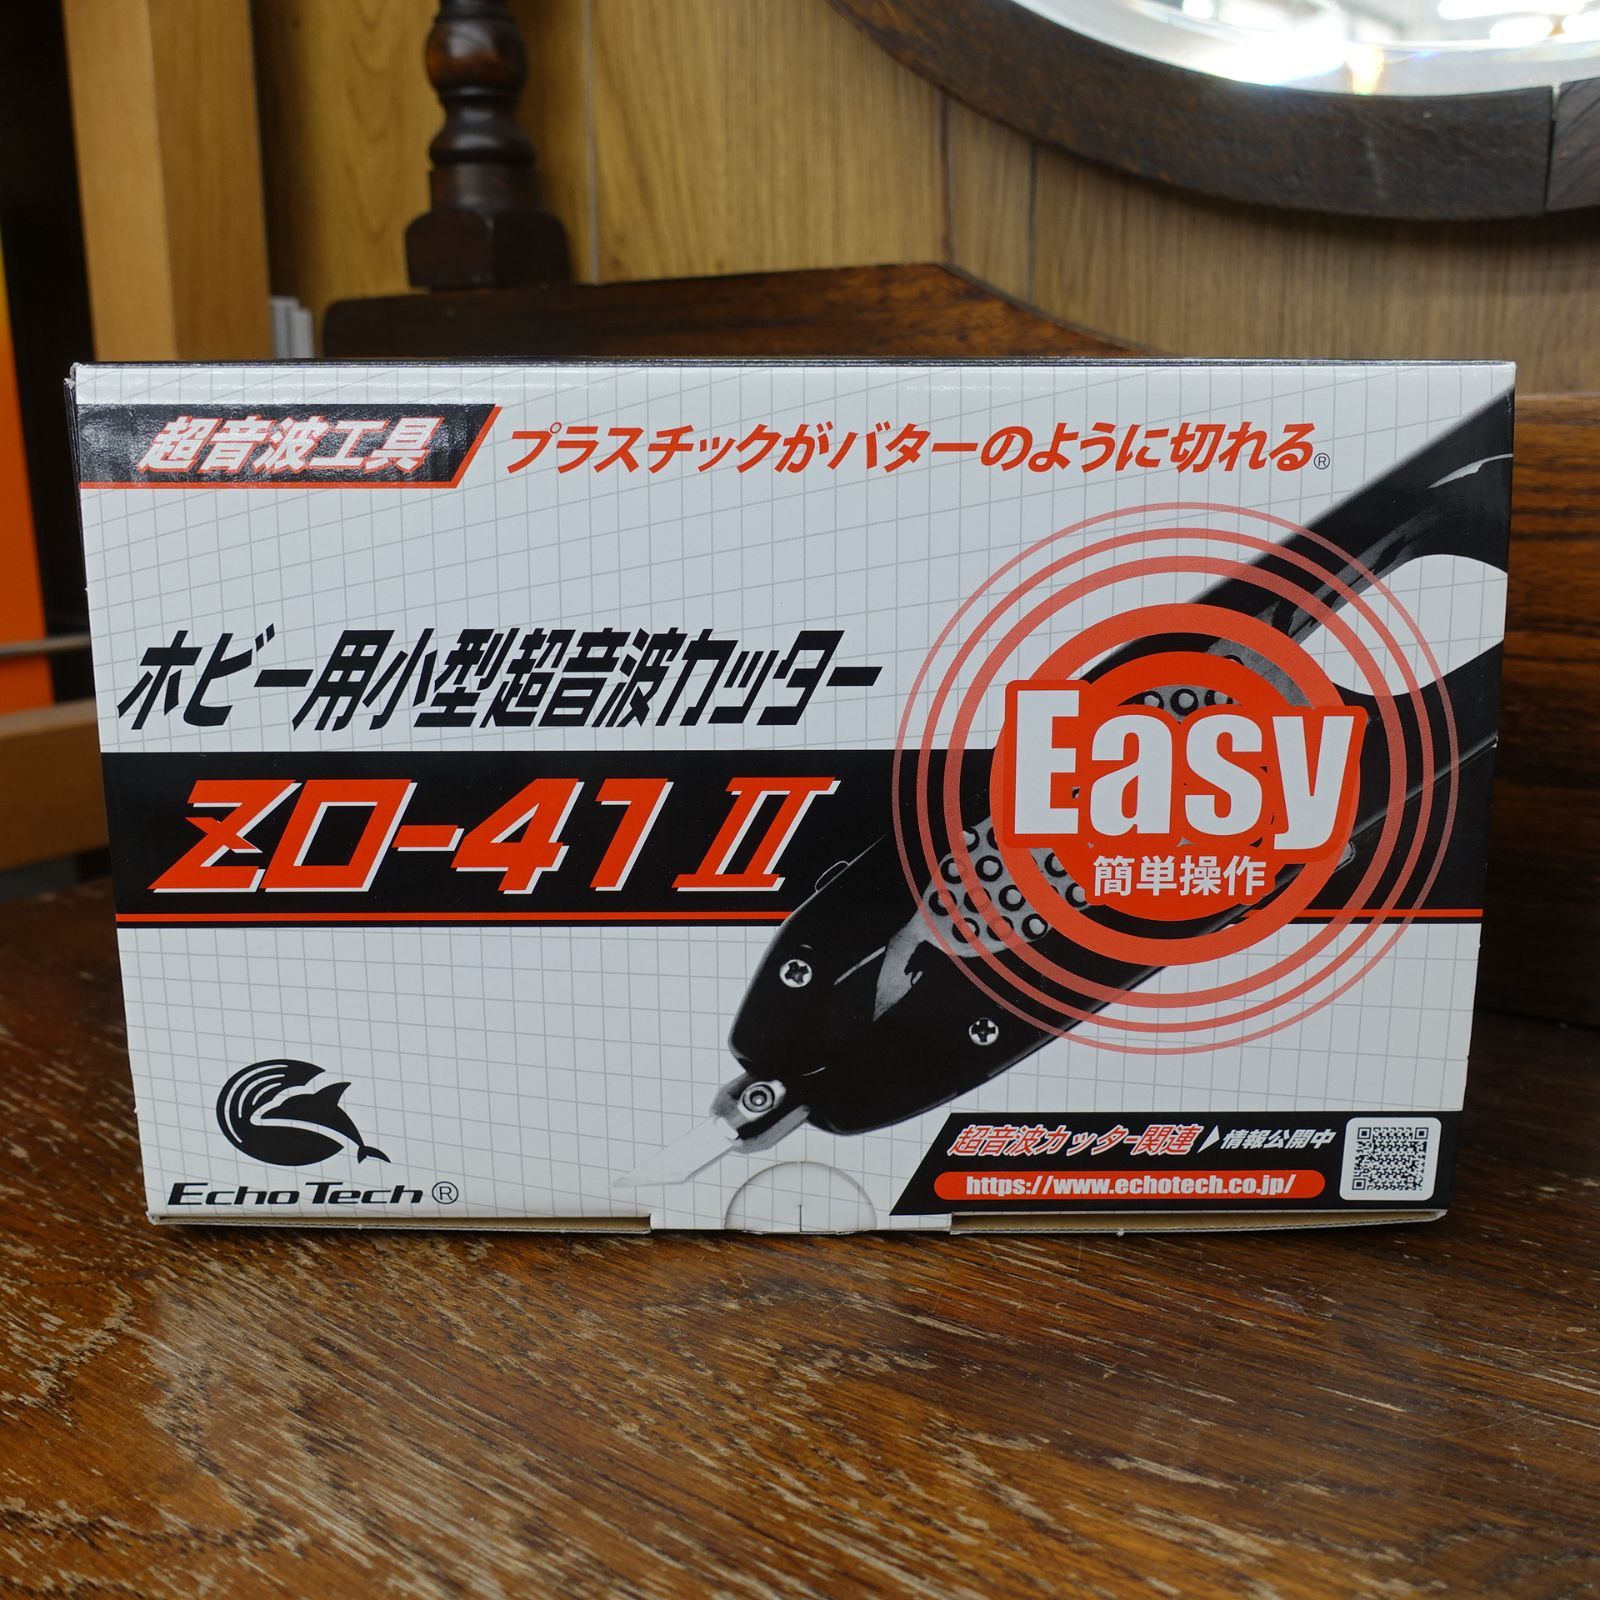 超音波工具
プラスチックがバターのように切れる®
ホビー用小型超音波カッター
ZO-41 II
Easy
簡単操作
Echo Tech®
超音波カッター関連▶情報公開中
https://www.echotech.co.jp/